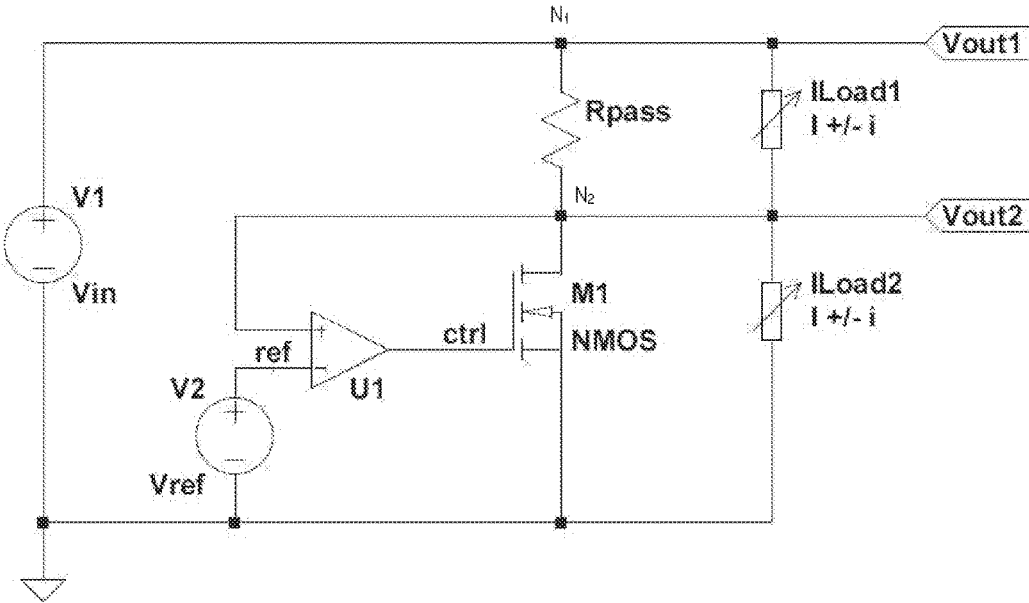 N₁
Vout1
Rpass
ILoad1
I +/- i
N₂
Vout2
V1
Vin
ILoad2
I +/- i
M1
NMOS
ctrl
ref
+
−
U1
V2
Vref